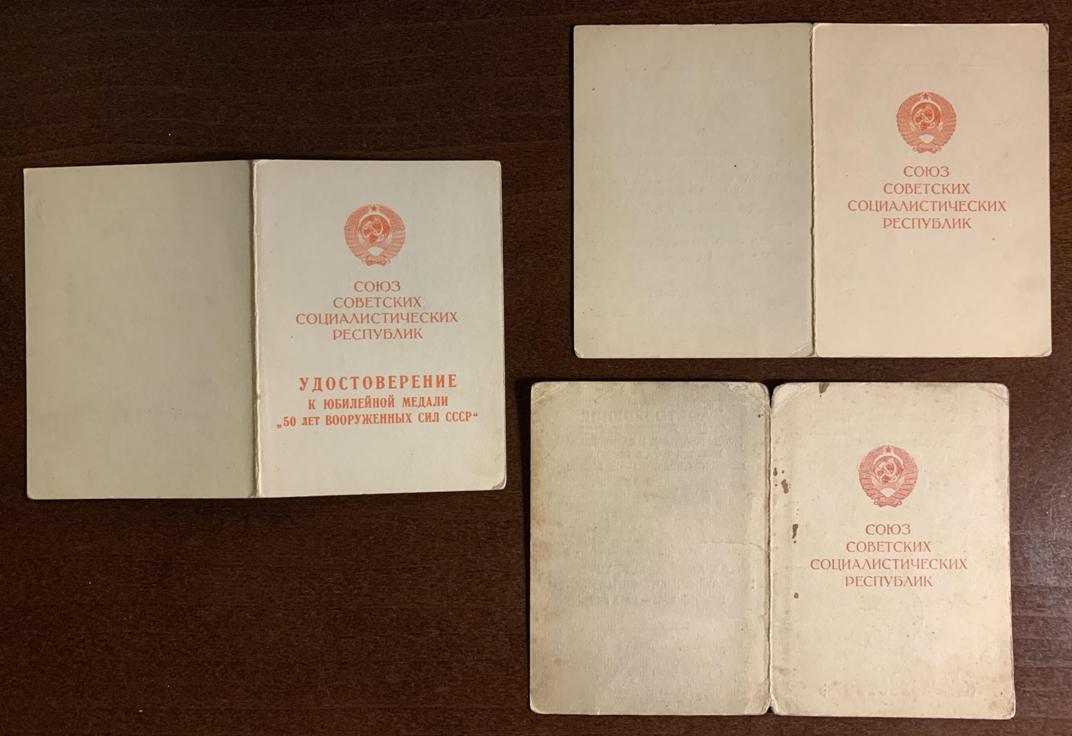 СОЮЗ
СОВЕТСКИХ
СОЦИАЛИСТИЧЕСКИХ
РЕСПУБЛИК
УДОСТОВЕРЕНИЕ
К ЮБИЛЕЙНОЙ МЕДАЛИ
„50 ЛЕТ ВООРУЖЕННЫХ СИЛ СССР“
СОЮЗ
СОВЕТСКИХ
СОЦИАЛИСТИЧЕСКИХ
РЕСПУБЛИК
СОЮЗ
СОВЕТСКИХ
СОЦИАЛИСТИЧЕСКИХ
РЕСПУБЛИК